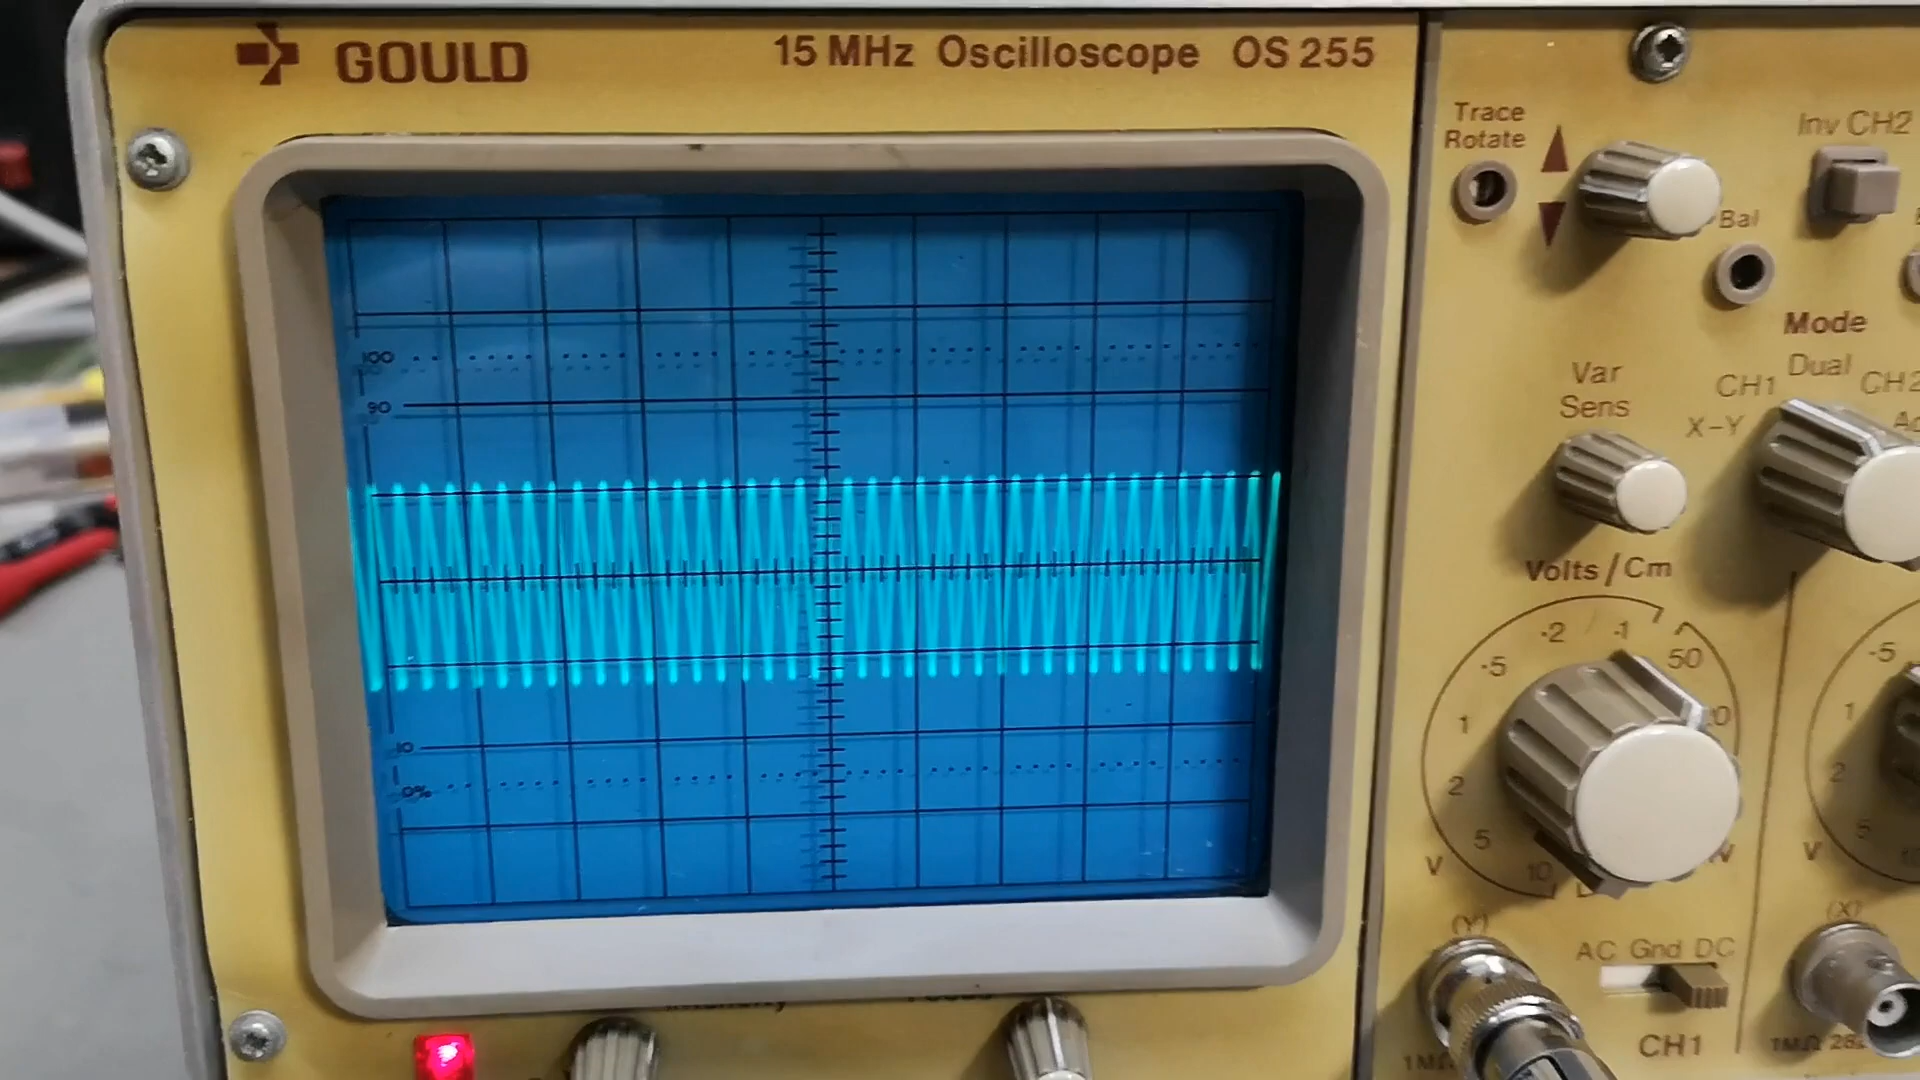 GOULD
15 MHz Oscilloscope OS 255
Trace
Rotate
Inv CH2
Bal
Mode
Dual
CH1
CH2
X-Y
Var
Sens
Volts/Cm
100
90
10
0%
·5
·2
·1
50
1
2
5
10
V
·5
1
2
5
V
(Y)
(X)
AC Gnd DC
CH1
Intensity